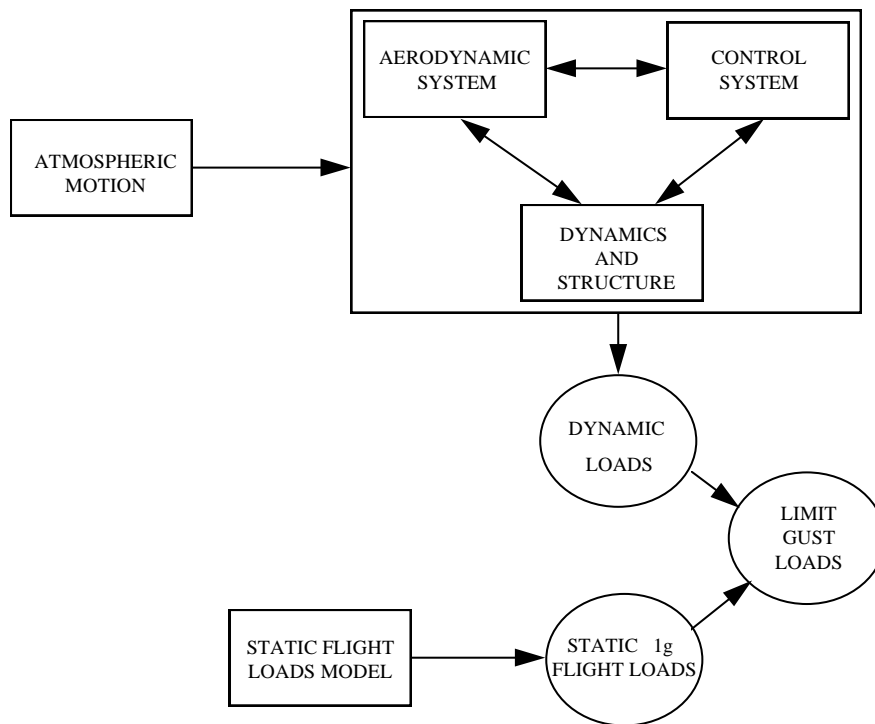 AERODYNAMIC
SYSTEM
CONTROL
SYSTEM
ATMOSPHERIC
MOTION
DYNAMICS
AND
STRUCTURE
DYNAMIC
LOADS
LIMIT
GUST
LOADS
STATIC FLIGHT
LOADS MODEL
STATIC 1g
FLIGHT LOADS